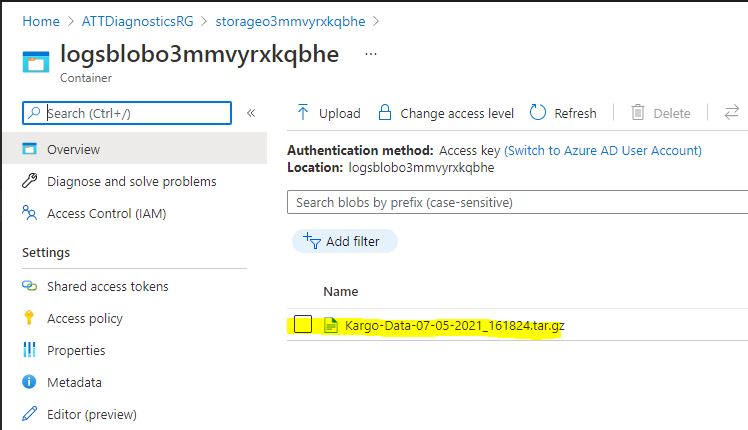 Home > ATTDiagnosticsRG > storageo3mmvyrxkqbhe >
logsblobo3mmvyrxkqbhe ...
Container
Search (Ctrl+/) «
Overview
Diagnose and solve problems
Access Control (IAM)
Settings
Shared access tokens
Access policy
Properties
Metadata
Editor (preview)
Upload Change access level Refresh Delete
Authentication method: Access key (Switch to Azure AD User Account)
Location: logsblobo3mmvyrxkqbhe
Search blobs by prefix (case-sensitive)
Add filter
Name
Kargo-Data-07-05-2021_161824.tar.gz